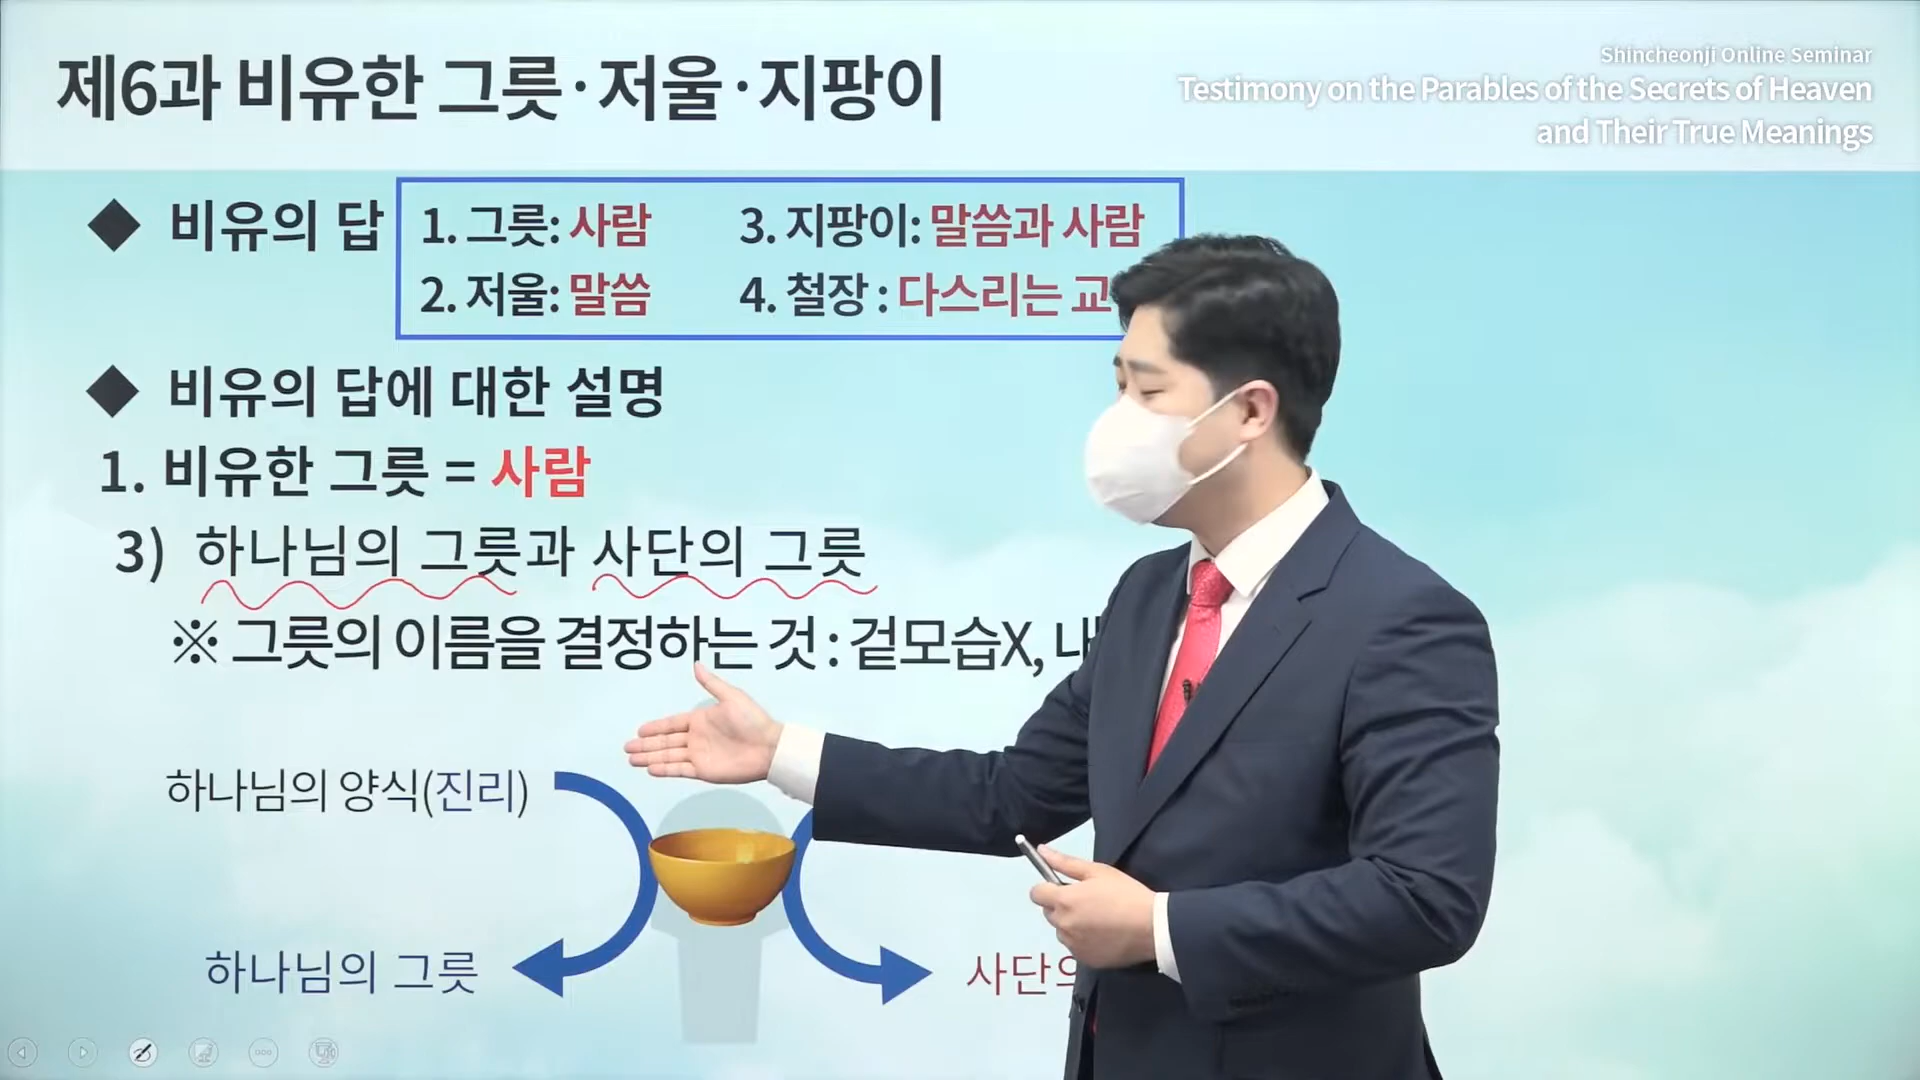 제6과 비유한 그릇·저울·지팡이
Shincheonji Online Seminar
Testimony on the Parables of the Secrets of Heaven
and Their True Meanings
◆ 비유의 답
1. 그릇: 사람
3. 지팡이: 말씀과 사람
2. 저울: 말씀
4. 철장 : 다스리는 교
◆ 비유의 답에 대한 설명
1. 비유한 그릇 = 사람
3) 하나님의 그릇과 사단의 그릇
※ 그릇의 이름을 결정하는 것 : 겉모습X, 내
하나님의 양식(진리)
하나님의 그릇
사단의